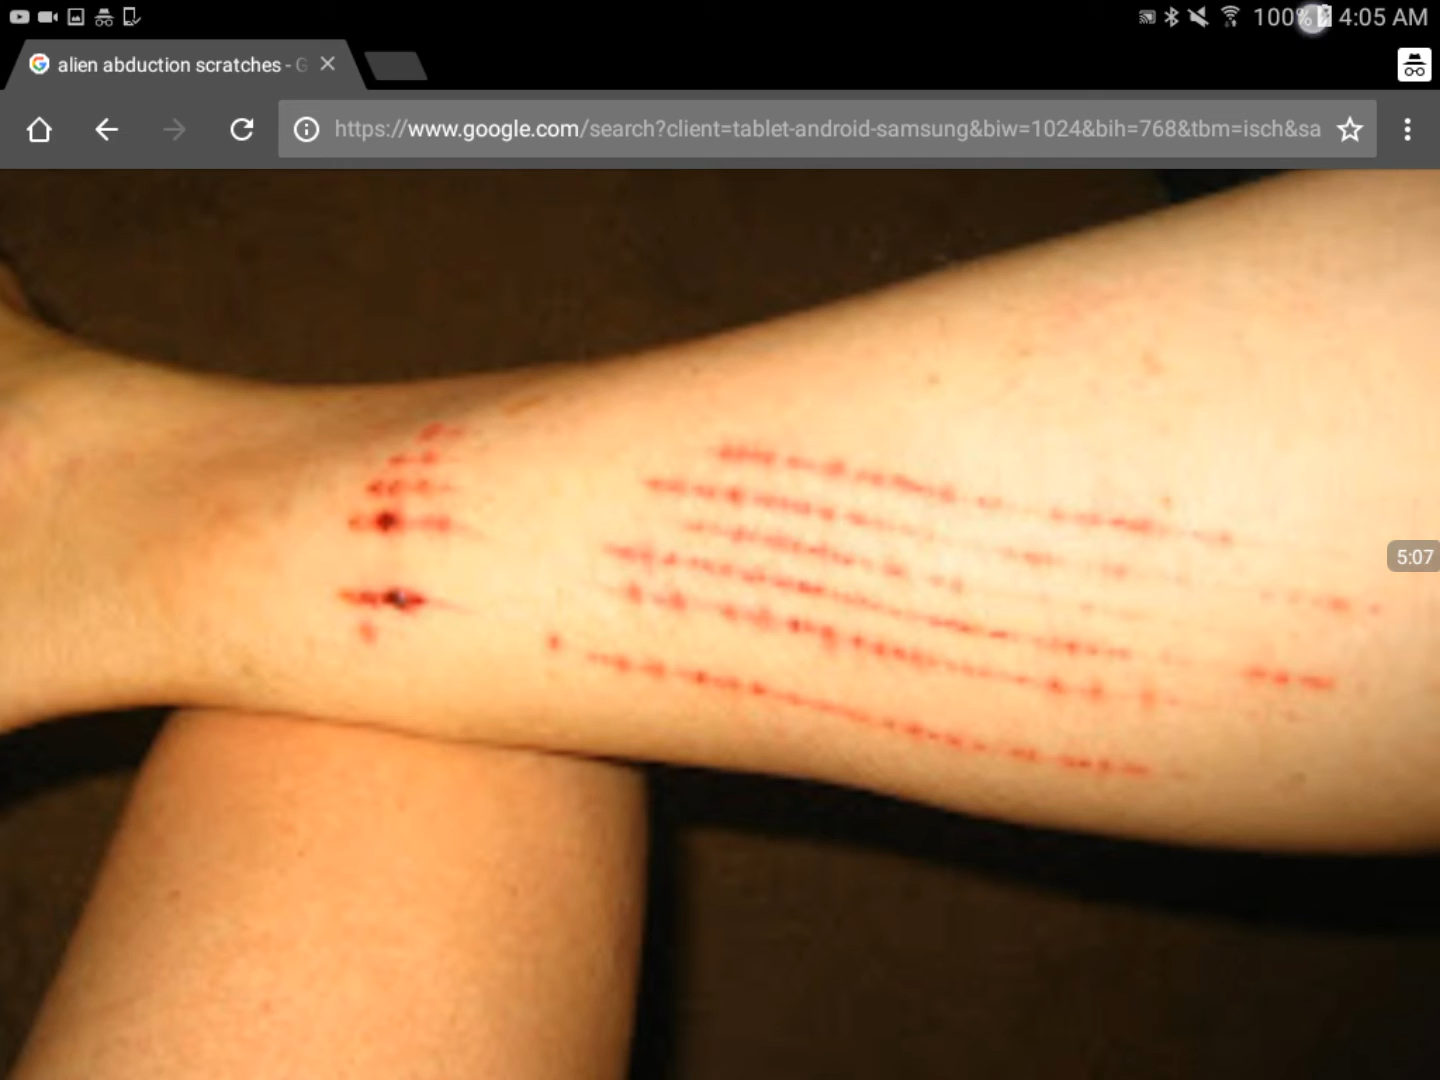 100% 4:05 AM
alien abduction scratches - G
https://www.google.com/search?client=tablet-android-samsung&biw=1024&bih=768&tbm=isch&sa
5:07